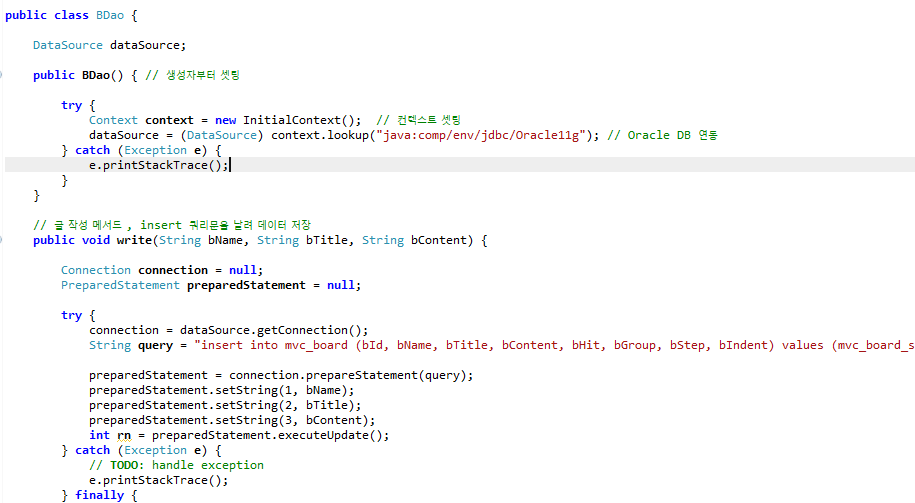 public class BDao {
DataSource dataSource;
public BDao() { // 생성자부터 셋팅
try {
Context context = new InitialContext();  // 컨텍스트 셋팅
dataSource = (DataSource) context.lookup("java:comp/env/jdbc/Oracle11g"); // Oracle DB 연동
} catch (Exception e) {
e.printStackTrace();
}
}
// 글 작성 메서드 , insert 쿼리문을 날려 데이터 저장
public void write(String bName, String bTitle, String bContent) {
Connection connection = null;
PreparedStatement preparedStatement = null;
try {
connection = dataSource.getConnection();
String query = "insert into mvc_board (bId, bName, bTitle, bContent, bHit, bGroup, bStep, bIndent) values (mvc_board_s
preparedStatement = connection.prepareStatement(query);
preparedStatement.setString(1, bName);
preparedStatement.setString(2, bTitle);
preparedStatement.setString(3, bContent);
int rn = preparedStatement.executeUpdate();
} catch (Exception e) {
// TODO: handle exception
e.printStackTrace();
} finally {